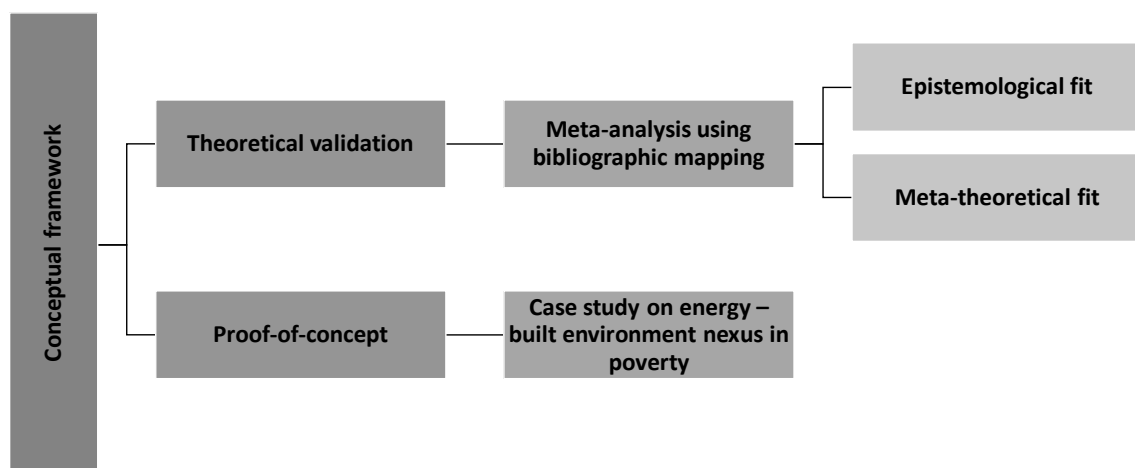 Conceptual framework
Theoretical validation
Meta-analysis using
bibliographic mapping
Epistemological fit
Meta-theoretical fit
Proof-of-concept
Case study on energy –
built environment nexus in
poverty